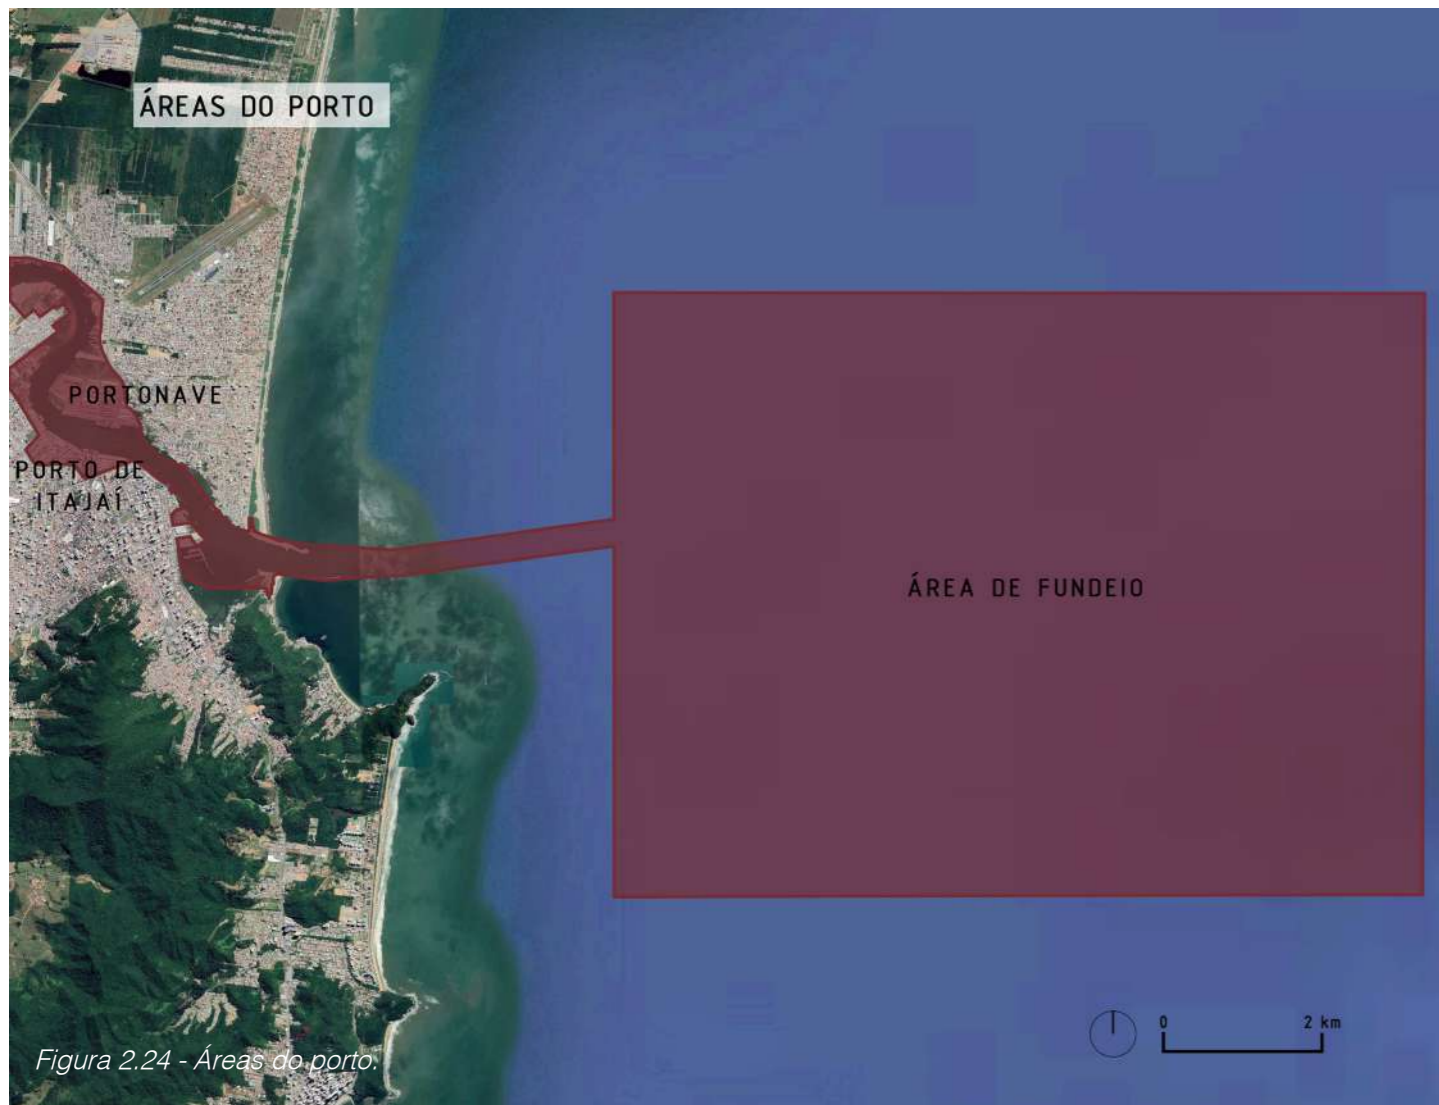 ÁREAS DO PORTO
PORTONAVE
PORTO DE
ITAJAÍ
ÁREA DE FUNDEIO
0 2 km
Figura 2.24 - Áreas do porto.